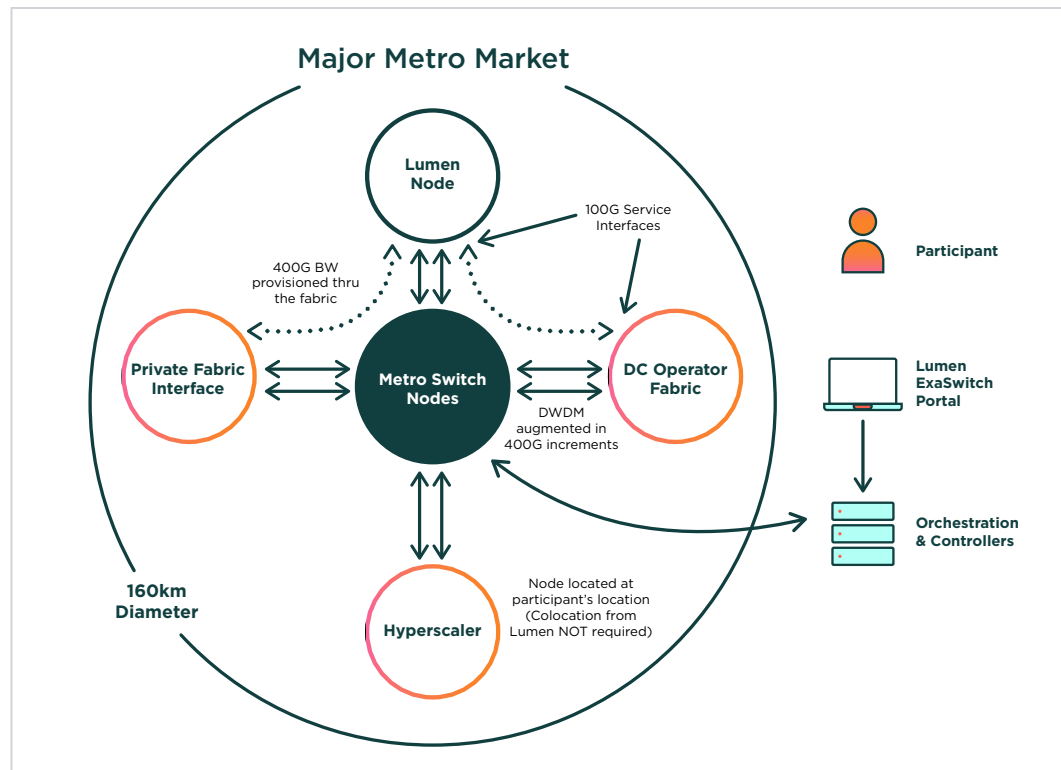 Major Metro Market
Lumen
Node
100G Service
Interfaces
Participant
400G BW
provisioned thru
the fabric
Private Fabric
Interface
Metro Switch
Nodes
DC Operator
Fabric
Lumen
ExaSwitch
Portal
DWDM
augmented in
400G increments
Orchestration
& Controllers
160km
Diameter
Hyperscaler
Node located at
participant's location
(Colocation from
Lumen NOT required)